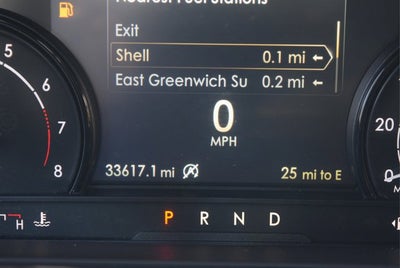 Nearest Fuel Stations
Exit
Shell 0.1 mi
East Greenwich Su 0.2 mi
0
MPH
5
6
7
8
20
0
33617.1 mi
25 mi to E
H
P R N D